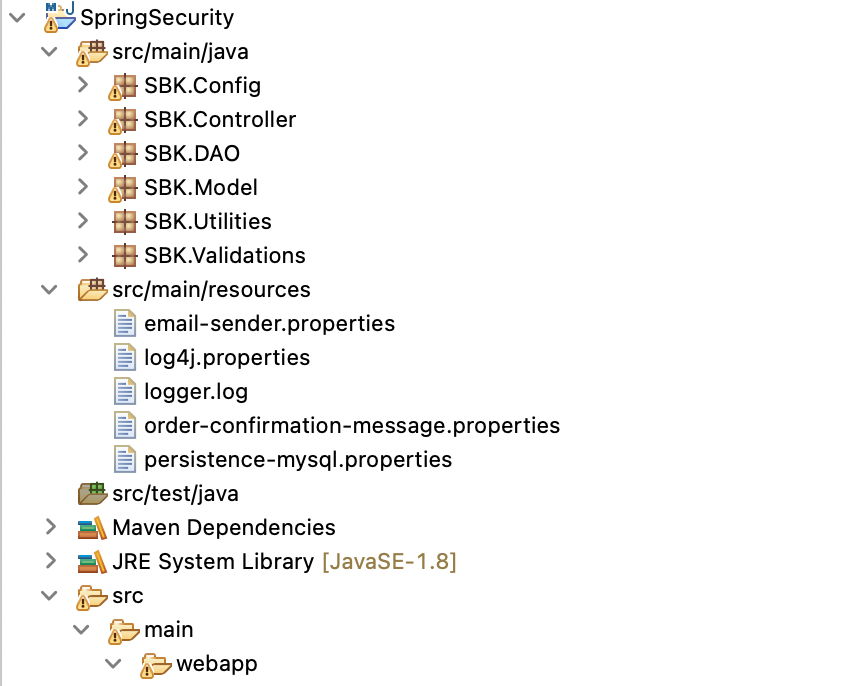 SpringSecurity
src/main/java
SBK.Config
SBK.Controller
SBK.DAO
SBK.Model
SBK.Utilities
SBK.Validations
src/main/resources
email-sender.properties
log4j.properties
logger.log
order-confirmation-message.properties
persistence-mysql.properties
src/test/java
Maven Dependencies
JRE System Library [JavaSE-1.8]
src
main
webapp